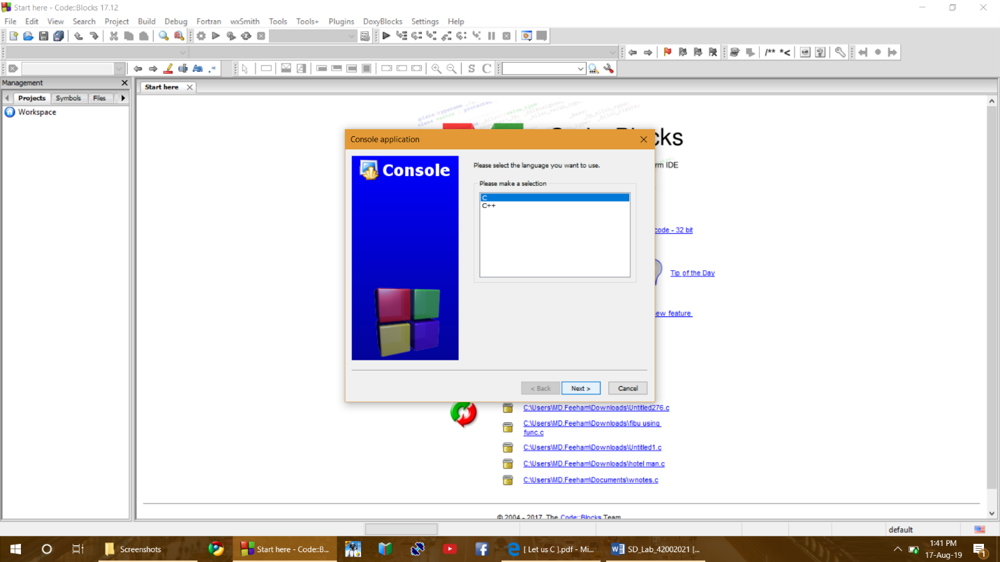 Start here - Code::Blocks 17.12
File Edit View Search Project Build Debug Fortran wxSmith Tools Tools+ Plugins DoxyBlocks Settings Help
/** *<
S C
Management
Start here
Projects Symbols Files
Workspace
cks
rm IDE
Console application
Console
Please select the language you want to use.
Please make a selection
C
C++
code - 32 bit
Tip of the Day
ew feature
< Back Next > Cancel
C:\Users\MD.Feeham\Downloads\Untitled276.c
C:\Users\MD.Feeham\Downloads\fibu using
func.c
C:\Users\MD.Feeham\Downloads\Untitled1.c
C:\Users\MD.Feeham\Downloads\hotel man.c
C:\Users\MD.Feeham\Documents\wnotes.c
© 2004 - 2017, The Code::Blocks Team
default
Screenshots
Start here - Code::B...
[ Let us C ].pdf - Mi...
SD_Lab_42002021 [...
1:41 PM
17-Aug-19
1